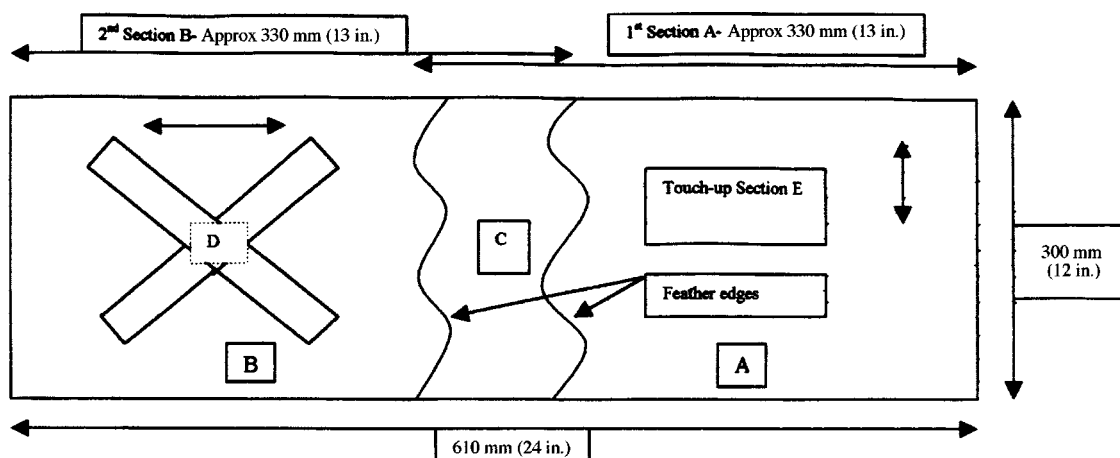 2nd Section B- Approx 330 mm (13 in.)
1st Section A- Approx 330 mm (13 in.)
Touch-up Section E
D
C
Feather edges
300 mm
(12 in.)
B
A
610 mm (24 in.)